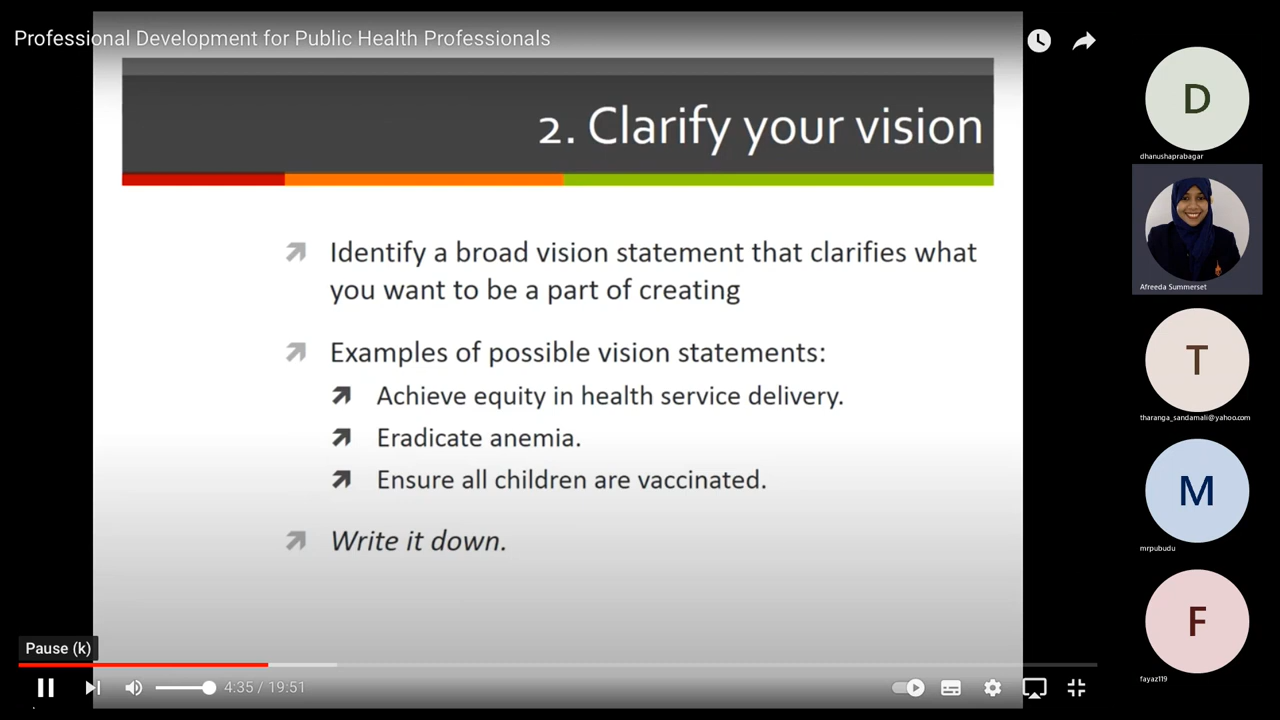 Professional Development for Public Health Professionals
2. Clarify your vision
Identify a broad vision statement that clarifies what
you want to be a part of creating
Examples of possible vision statements:
Achieve equity in health service delivery.
Eradicate anemia.
Ensure all children are vaccinated.
Write it down.
Pause (k)
4:35 / 19:51
D
dhanushaprabagar
Afreeda Summerset
T
tharanga_sandamali@yahoo.com
M
mrpubudu
F
fayaz119